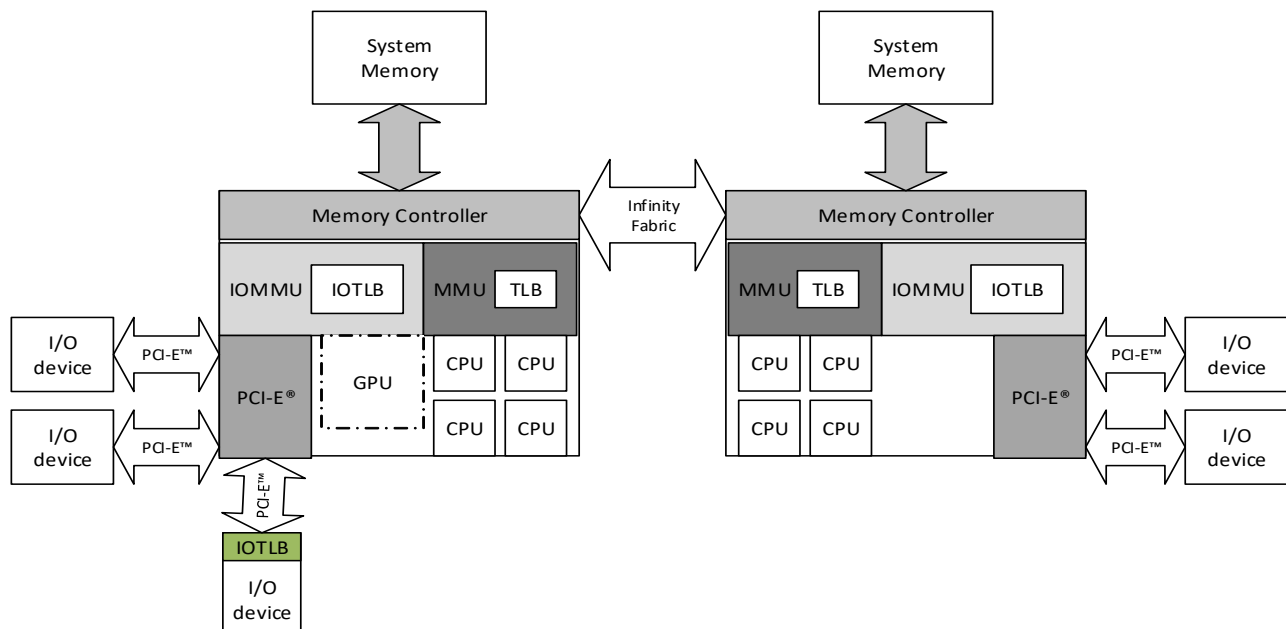 System
Memory
System
Memory
Memory Controller
Infinity
Fabric
Memory Controller
IOMMU
IOTLB
MMU
TLB
MMU
TLB
IOMMU
IOTLB
I/O
device
PCI-E™
PCI-E®
GPU
CPU
CPU
CPU
CPU
PCI-E®
PCI-E™
I/O
device
I/O
device
PCI-E™
CPU
CPU
CPU
CPU
PCI-E™
I/O
device
PCI-E™
IOTLB
I/O
device